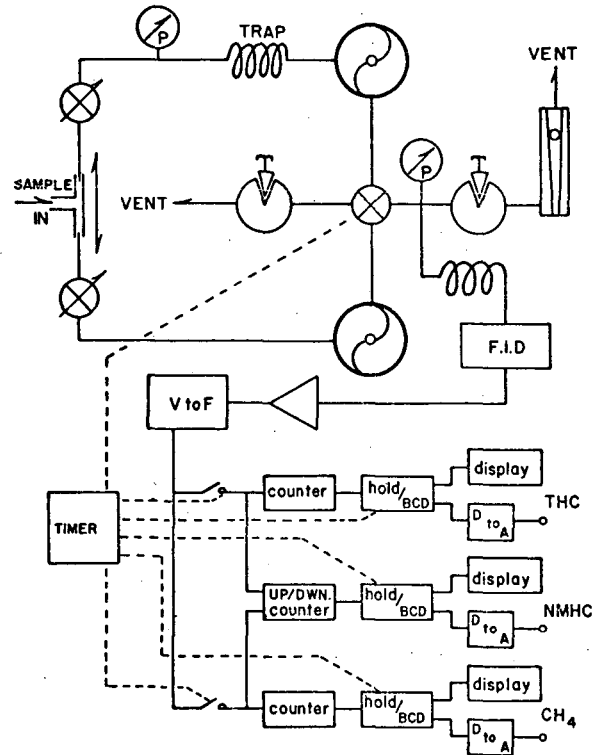 P
TRAP
VENT
P
T
T
SAMPLE
IN
VENT
F.I.D
V to F
TIMER
counter
hold/
BCD
display
D to A
THC
UP/DWN.
counter
hold/
BCD
display
D to A
NMHC
counter
hold/
BCD
display
D to A
CH₄